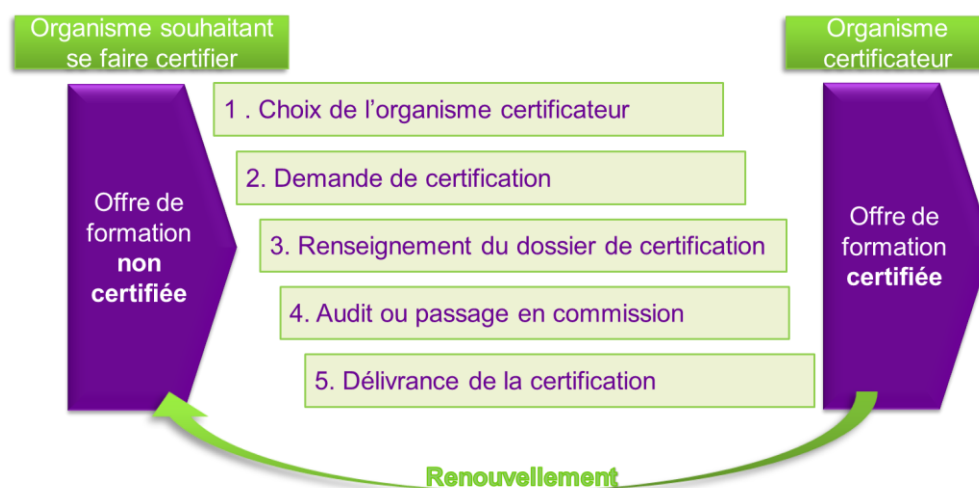 Organisme souhaitant
se faire certifier
Organisme
certificateur
1 . Choix de l’organisme certificateur
2. Demande de certification
Offre de
formation
non
certifiée
3. Renseignement du dossier de certification
Offre de
formation
certifiée
4. Audit ou passage en commission
5. Délivrance de la certification
Renouvellement